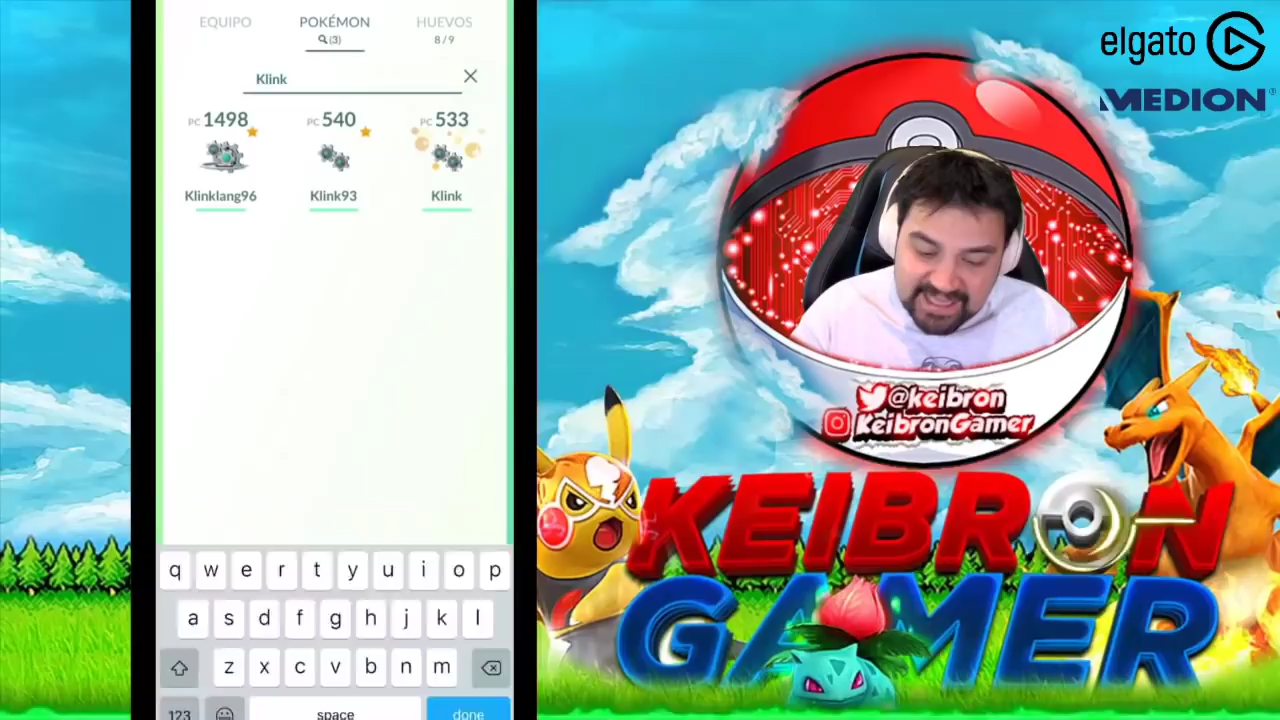 EQUIPO
POKÉMON
(3)
HUEVOS
8/9
Klink
PC 1498
PC 540
PC 533
Klinklang96
Klink93
Klink
q w e r t y u i o p
a s d f g h j k l
z x c v b n m
123
space
done
elgato
MEDION®
@keibron
KeibronGamer
KEIBRON
GAMER